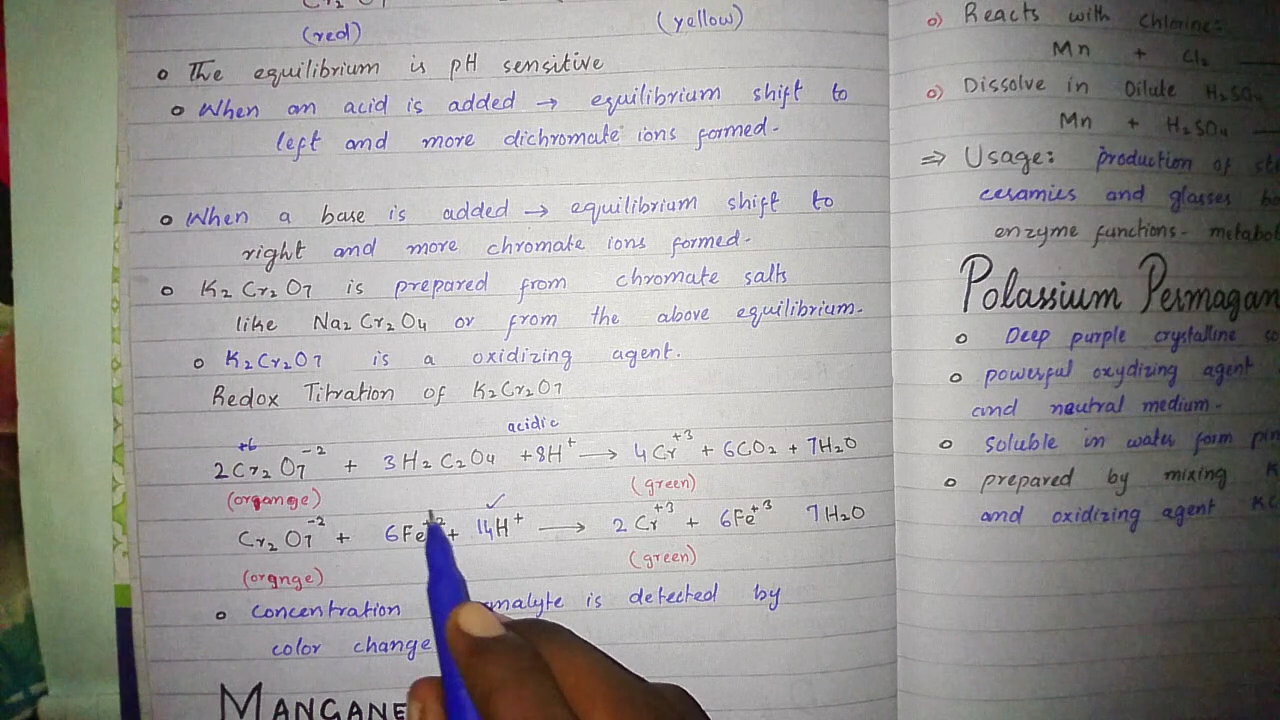 (red) (yellow)
o The equilibrium is pH sensitive
o When an acid is added → equilibrium shift to
left and more dichromate ions formed.
o When a base is added → equilibrium shift to
right and more chromate ions formed.
o K₂Cr₂O₇ is prepared from chromate salts
like Na₂Cr₂O₄ or from the above equilibrium.
o K₂Cr₂O₇ is a oxidizing agent.
Redox Titration of K₂Cr₂O₇
acidic
+6
2Cr₂O₇⁻² + 3H₂C₂O₄ + 8H⁺ → 4Cr⁺³ + 6CO₂ + 7H₂O
(organge) (green)
Cr₂O₇⁻² + 6Fe⁺² + 14H⁺ → 2Cr⁺³ + 6Fe⁺³ 7H₂O
(orgnge) (green)
o concentration analyte is detected by
color change
MANGANE
o) Reacts with Chlorine:
Mn + Cl₂
o) Dissolve in Dilute H₂SO₄
Mn + H₂SO₄
⇒ Usage: production of
ceramics and glasses
enzyme functions - metabol
Polassium Permagan
o Deep purple crystalline
o powerful oxydizing agent
and neutral medium.
o soluble in water form
o prepared by mixing
and oxidizing agent